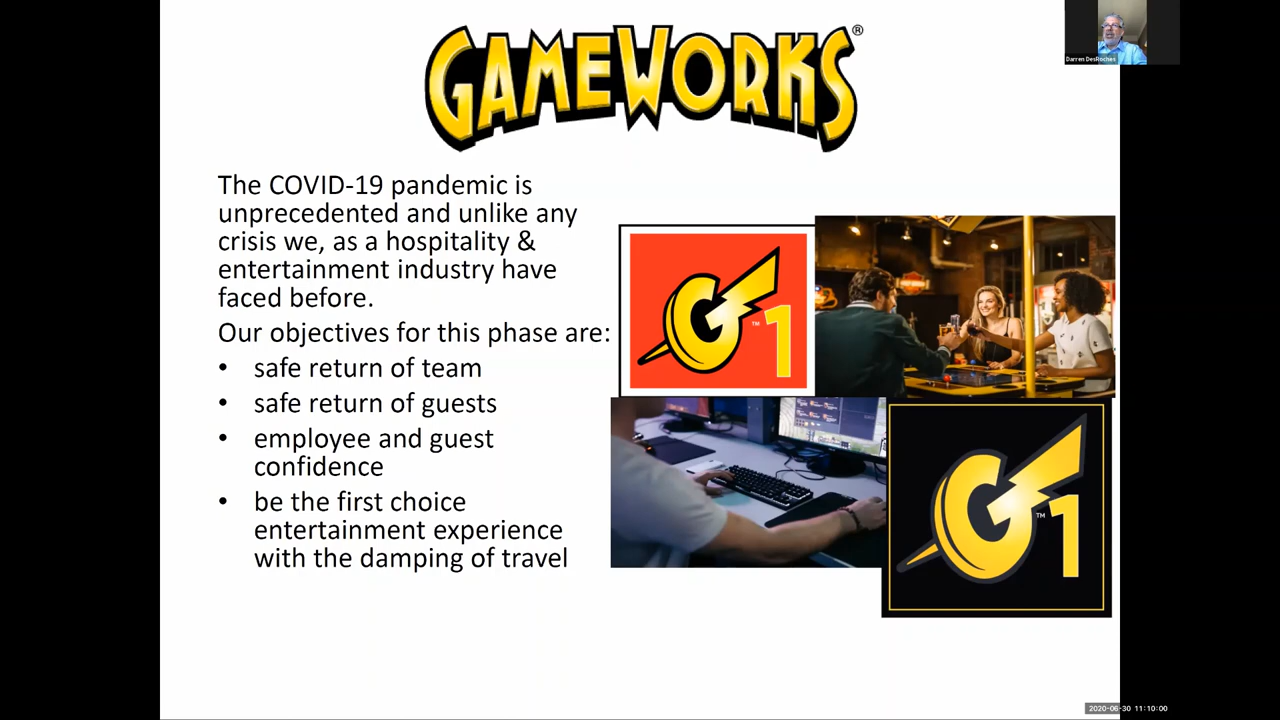 GAMEWORKS®
Darren DesRoches
The COVID-19 pandemic is
unprecedented and unlike any
crisis we, as a hospitality &
entertainment industry have
faced before.
Our objectives for this phase are:
• safe return of team
• safe return of guests
• employee and guest
confidence
• be the first choice
entertainment experience
with the damping of travel
G1™
G1™
2020-06-30 11:10:00